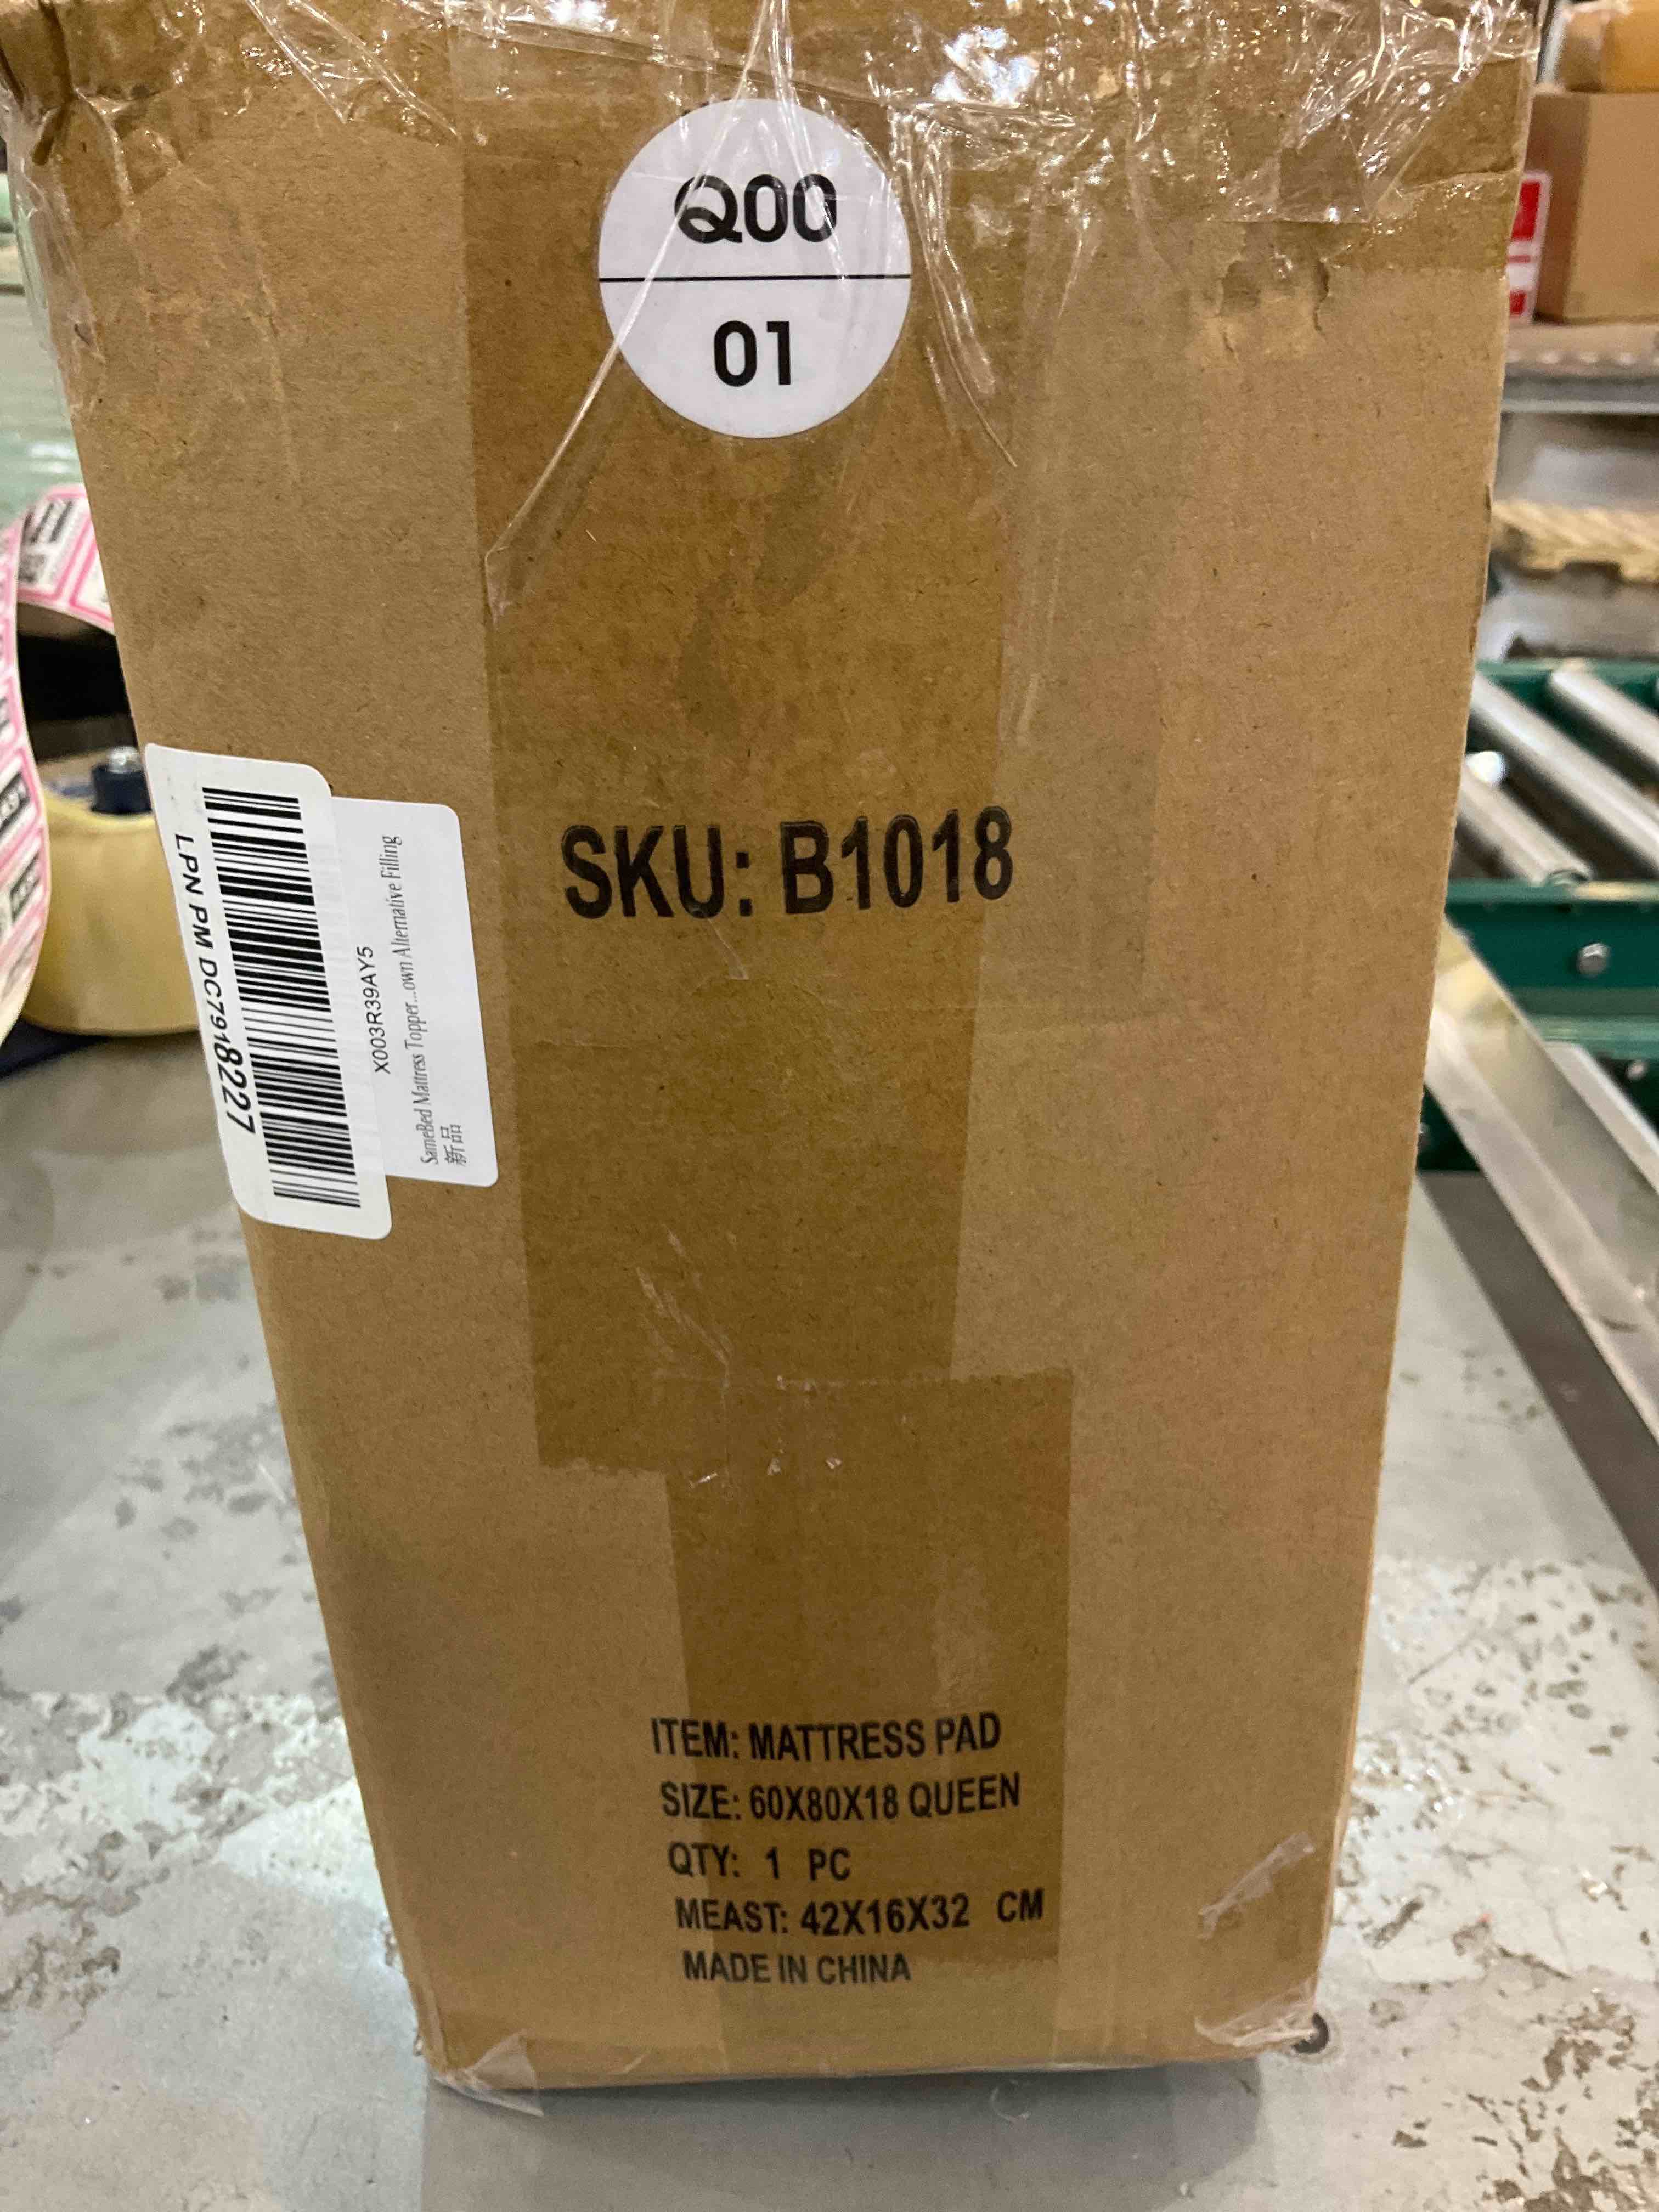 Q00
01
SKU: B1018
LPN PM DC7918227
X003R39AY5
SameBed Mattress Topper...own Alternative Filling
新品
ITEM: MATTRESS PAD
SIZE: 60X80X18 QUEEN
QTY: 1 PC
MEAST: 42X16X32 CM
MADE IN CHINA